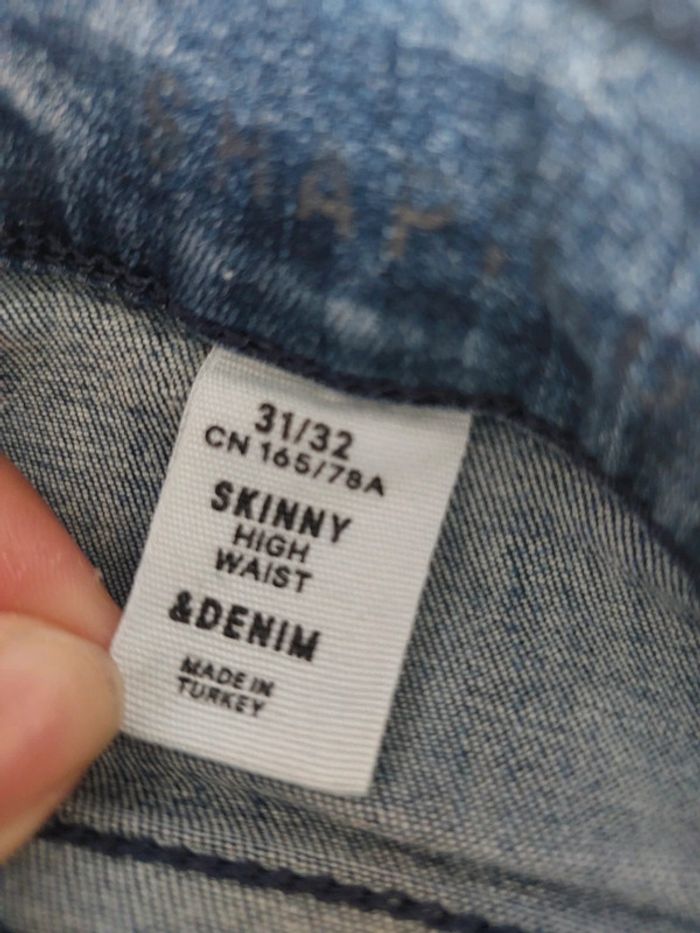 31/32
CN 165/78A
SKINNY
HIGH
WAIST
&DENIM
MADE IN
TURKEY